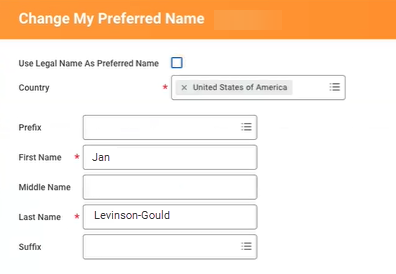 Change My Preferred Name
Use Legal Name As Preferred Name
Country * × United States of America
Prefix
First Name * Jan
Middle Name
Last Name * Levinson-Gould
Suffix